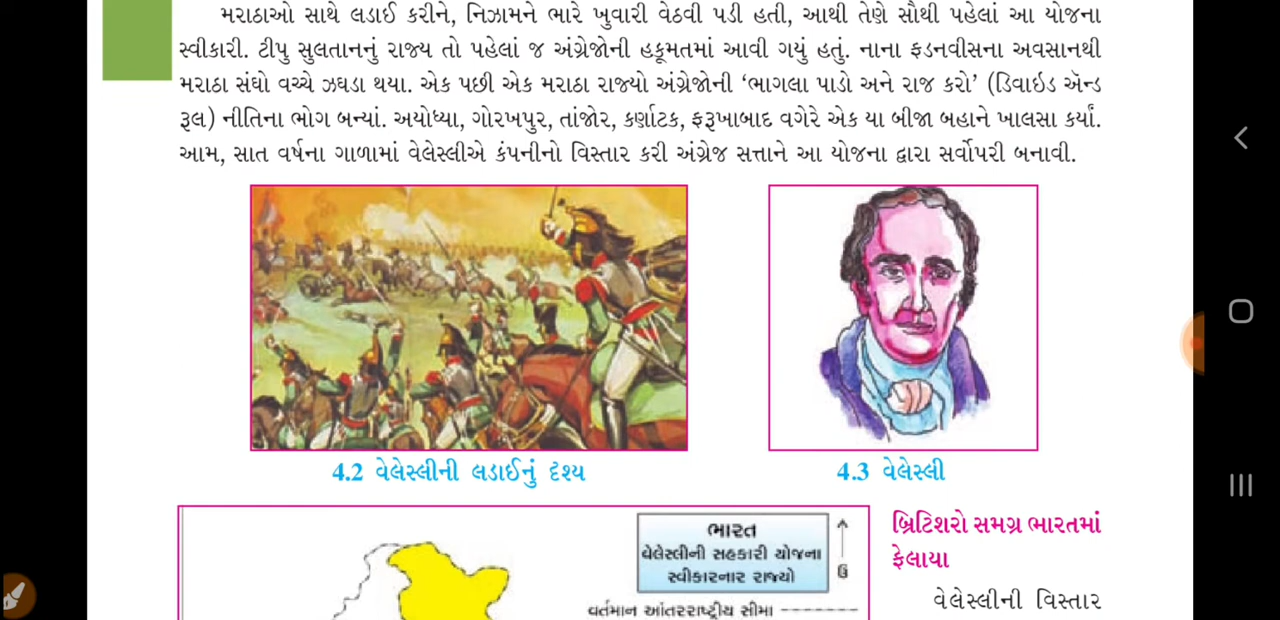 મરાઠાઓ સાથે લડાઈ કરીને, નિઝામને ભારે ખુવારી વેઠવી પડી હતી, આથી તેણે સૌથી પહેલાં આ યોજના
સ્વીકારી. ટીપુ સુલતાનનું રાજ્ય તો પહેલાં જ અંગ્રેજોની હકૂમતમાં આવી ગયું હતું. નાના ફડનવીસના અવસાનથી
મરાઠા સંઘો વચ્ચે ઝઘડા થયા. એક પછી એક મરાઠા રાજ્યો અંગ્રેજોની ‘ભાગલા પાડો અને રાજ કરો’ (ડિવાઇડ ઍન્ડ
રૂલ) નીતિના ભોગ બન્યાં. અયોધ્યા, ગોરખપુર, તાંજોર, કર્ણાટક, ફરૂખાબાદ વગેરે એક યા બીજા બહાને ખાલસા કર્યાં.
આમ, સાત વર્ષના ગાળામાં વેલેસ્લીએ કંપનીનો વિસ્તાર કરી અંગ્રેજ સત્તાને આ યોજના દ્વારા સર્વોપરી બનાવી.
4.2 વેલેસ્લીની લડાઈનું દૃશ્ય
4.3 વેલેસ્લી
ભારત
વેલેસ્લીની સહકારી યોજના
સ્વીકારનાર રાજ્યો
ઉ
વર્તમાન આંતરરાષ્ટ્રીય સીમા
બ્રિટિશરો સમગ્ર ભારતમાં
ફેલાયા
વેલેસ્લીની વિસ્તાર